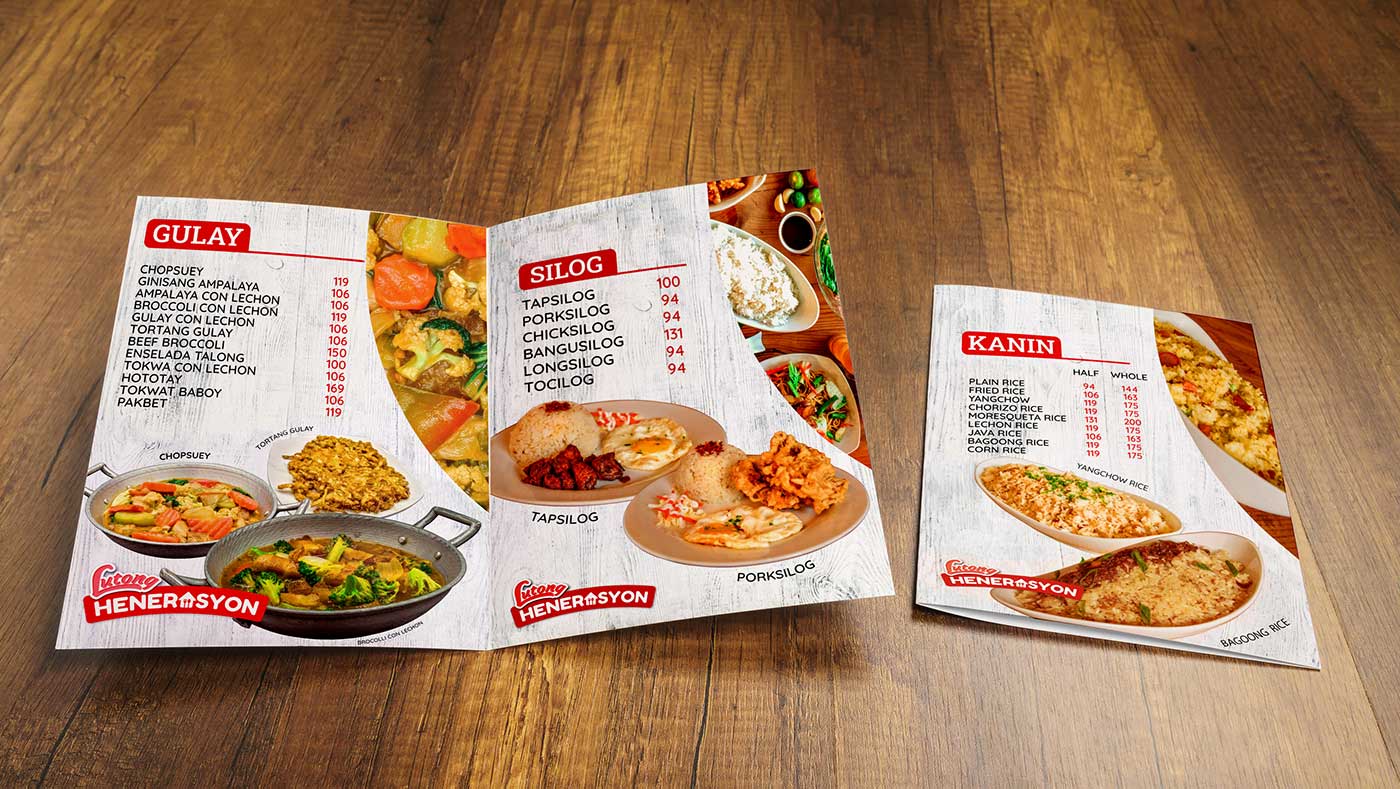 GULAY
CHOPSUEY 119
GINISANG AMPALAYA 106
AMPALAYA CON LECHON 106
BROCCOLI CON LECHON 119
GULAY CON LECHON 106
TORTANG GULAY 106
BEEF BROCCOLI 150
ENSELADA TALONG 100
TOKWA CON LECHON 106
HOTOTAY 169
TOKWAT BABOY 106
PAKBET 119
TORTANG GULAY
CHOPSUEY
BROCOLLI CON LECHON
Lutong
HENERASYON
SILOG
TAPSILOG 100
PORKSILOG 94
CHICKSILOG 94
BANGUSILOG 131
LONGSILOG 94
TOCILOG 94
TAPSILOG
PORKSILOG
Lutong
HENERASYON
KANIN
HALF WHOLE
PLAIN RICE 94 144
FRIED RICE 106 163
YANGCHOW 119 175
CHORIZO RICE 119 175
MORESQUETA RICE 131 200
LECHON RICE 119 175
JAVA RICE 119 175
BAGOONG RICE 106 163
CORN RICE 119 175
YANGCHOW RICE
Lutong
HENERASYON
BAGOONG RICE